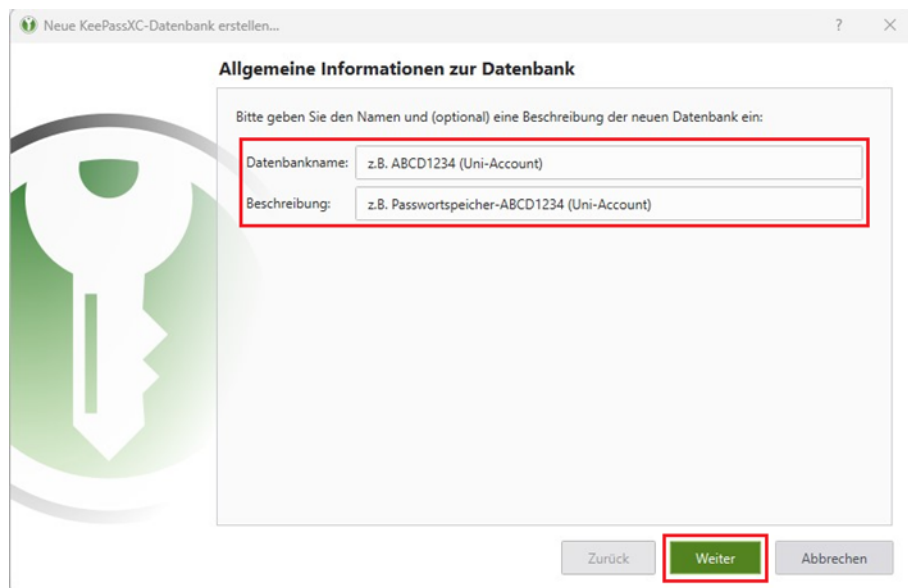 Neue KeePassXC-Datenbank erstellen...
?
Allgemeine Informationen zur Datenbank
Bitte geben Sie den Namen und (optional) eine Beschreibung der neuen Datenbank ein:
Datenbankname: z.B. ABCD1234 (Uni-Account)
Beschreibung: z.B. Passwortspeicher-ABCD1234 (Uni-Account)
Zurück Weiter Abbrechen